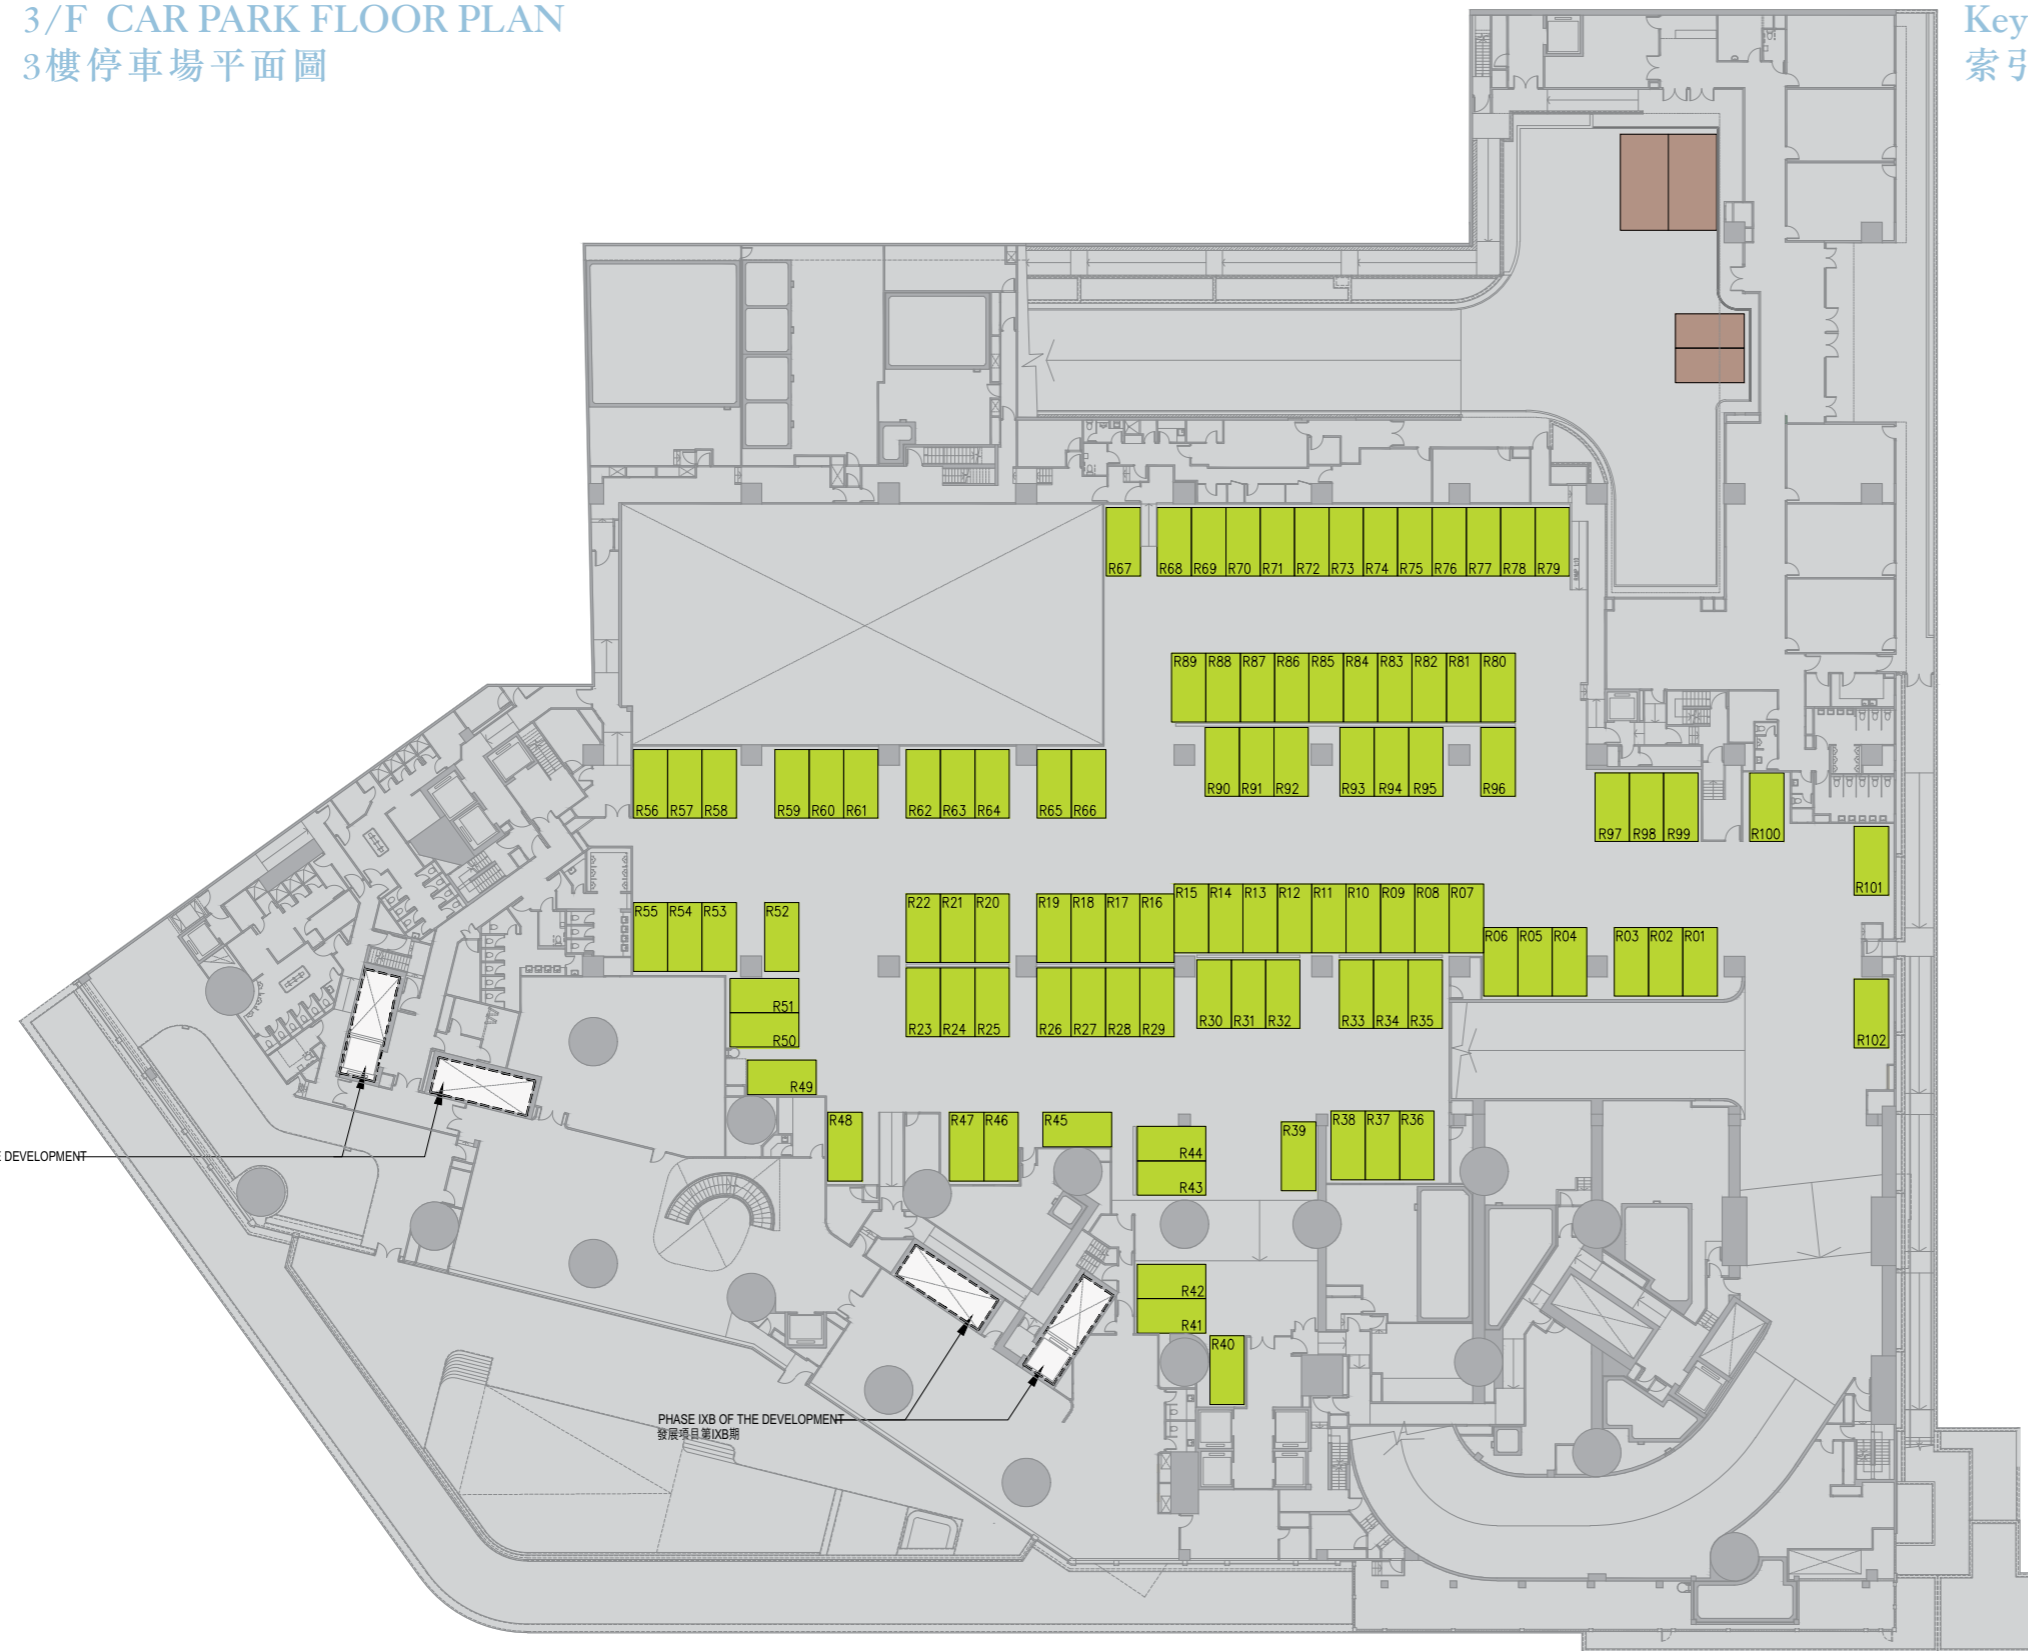 3/F CAR PARK FLOOR PLAN
3樓停車場平面圖
Key
索引
R67 R68 R69 R70 R71 R72 R73 R74 R75 R76 R77 R78 R79
R89 R88 R87 R86 R85 R84 R83 R82 R81 R80
R56 R57 R58 R59 R60 R61 R62 R63 R64 R65 R66
R90 R91 R92 R93 R94 R95 R96
R97 R98 R99 R100
R101
R15 R14 R13 R12 R11 R10 R09 R08 R07
R55 R54 R53 R52 R22 R21 R20 R19 R18 R17 R16
R06 R05 R04 R03 R02 R01
R51
R50
R23 R24 R25 R26 R27 R28 R29 R30 R31 R32 R33 R34 R35
R102
R49
R48 R47 R46 R45 R39 R38 R37 R36
R44
R43
DEVELOPMENT
R42
R41
R40
PHASE IXB OF THE DEVELOPMENT
發展項目第IXB期